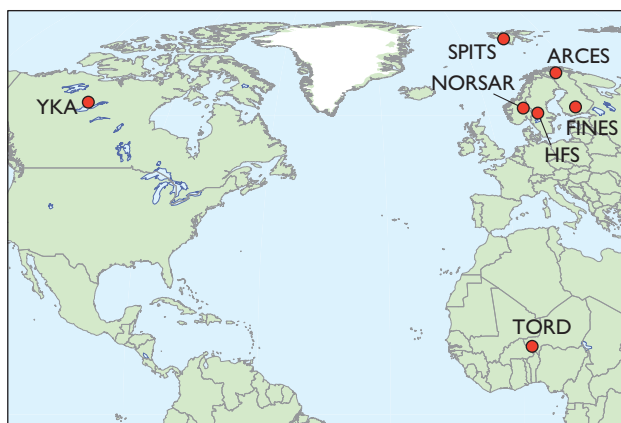 SPITS
ARCES
NORSAR
YKA
FINES
HFS
TORD